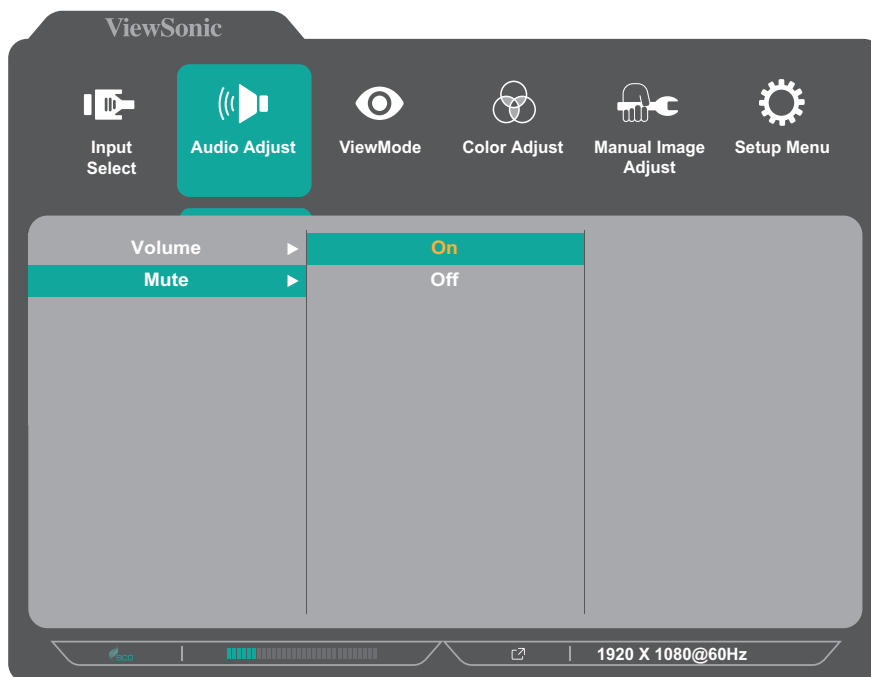 ViewSonic
Input
Select
Audio Adjust
ViewMode
Color Adjust
Manual Image
Adjust
Setup Menu
Volume
On
Mute
Off
eco
1920 X 1080@60Hz